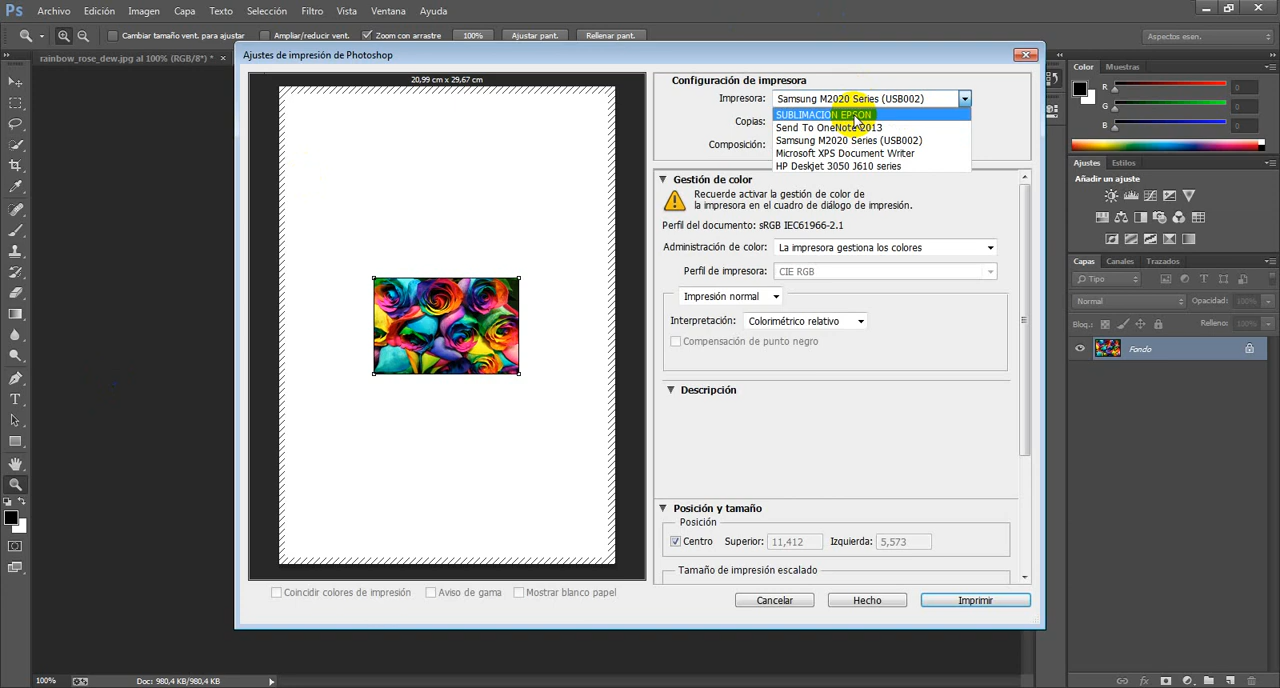 Ps Archivo Edición Imagen Capa Texto Selección Filtro Vista Ventana Ayuda
Cambiar tamaño vent. para ajustar Ampliar/reducir vent. Zoom con arrastre 100% Ajustar pant. Rellenar pant. Aspectos esen.
rainbow_rose_dew.jpg al 100% (RGB/8*) * ×
Ajustes de impresión de Photoshop
20,99 cm x 29,67 cm
Configuración de impresora
Impresora: Samsung M2020 Series (USB002)
SUBLIMACION EPSON
Copias:
Send To OneNote 2013
Composición: Samsung M2020 Series (USB002)
Microsoft XPS Document Writer
HP Deskjet 3050 J610 series
Gestión de color
Recuerde activar la gestión de color de
la impresora en el cuadro de diálogo de impresión.
Perfil del documento: sRGB IEC61966-2.1
Administración de color: La impresora gestiona los colores
Perfil de impresora: CIE RGB
Impresión normal
Interpretación: Colorimétrico relativo
Compensación de punto negro
Descripción
Posición y tamaño
Posición
Centro Superior: 11,412 Izquierda: 5,573
Tamaño de impresión escalado
Coincidir colores de impresión Aviso de gama Mostrar blanco papel
Cancelar Hecho Imprimir
Color Muestras
R
G
B
Ajustes Estilos
Añadir un ajuste
Capas Canales Trazados
Tipo
Normal Opacidad: 100%
Bloq.: Relleno: 100%
Fondo
100% Doc: 980,4 KB/980,4 KB